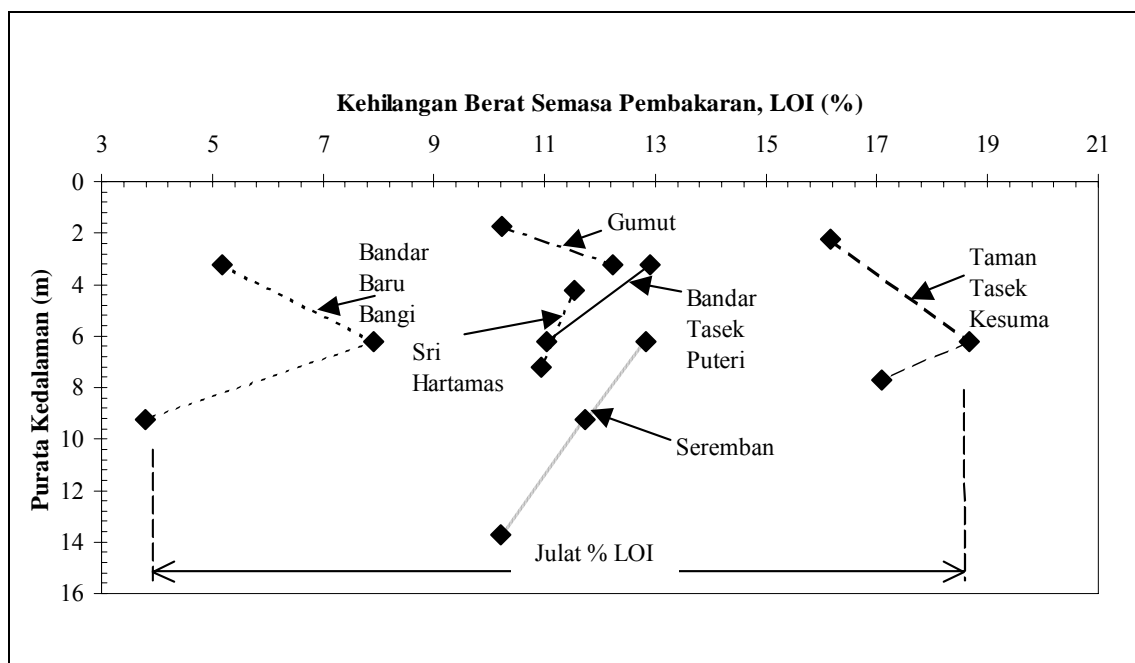 Kehilangan Berat Semasa Pembakaran, LOI (%)
3 5 7 9 11 13 15 17 19 21
Purata Kedalaman (m)
0
2
4
6
8
10
12
14
16
Bandar
Baru
Bangi
Gumut
Sri
Hartamas
Bandar
Tasek
Puteri
Seremban
Taman
Tasek
Kesuma
Julat % LOI